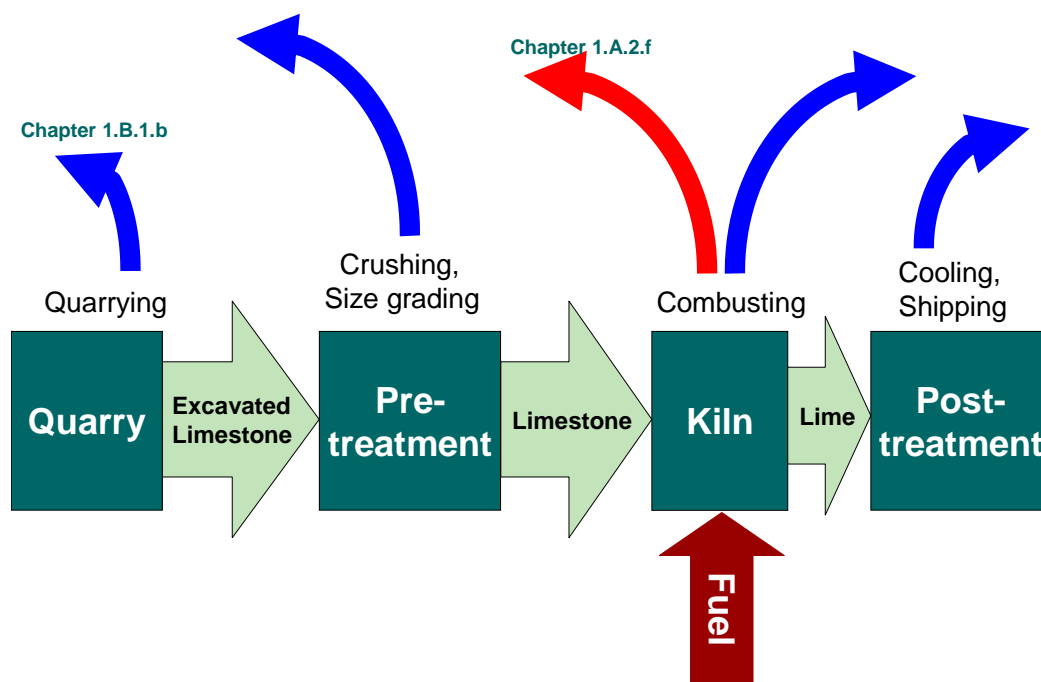 Chapter 1.A.2.f
Chapter 1.B.1.b
Quarrying
Crushing,
Size grading
Combusting
Cooling,
Shipping
Quarry
Excavated
Limestone
Pre-
treatment
Limestone
Kiln
Lime
Post-
treatment
Fuel